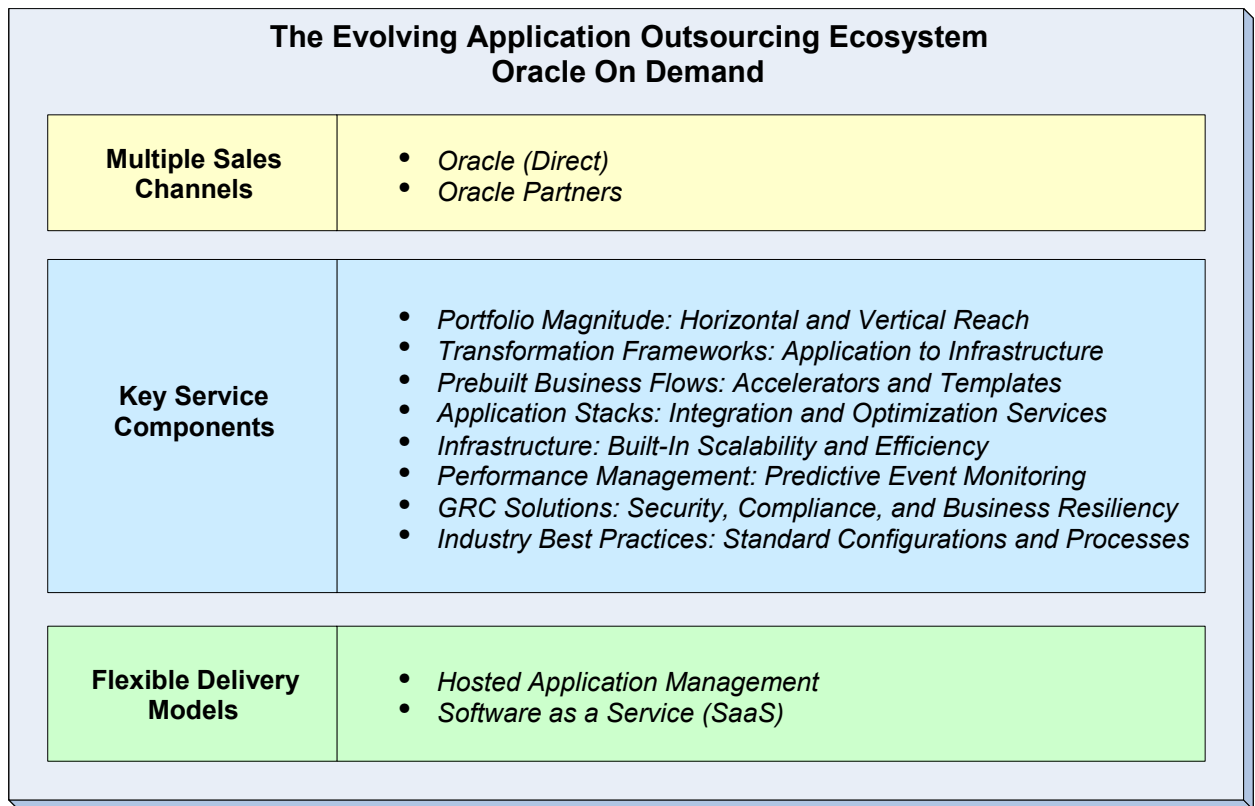 The Evolving Application Outsourcing Ecosystem
Oracle On Demand
Multiple Sales
Channels
• Oracle (Direct)
• Oracle Partners
Key Service
Components
• Portfolio Magnitude: Horizontal and Vertical Reach
• Transformation Frameworks: Application to Infrastructure
• Prebuilt Business Flows: Accelerators and Templates
• Application Stacks: Integration and Optimization Services
• Infrastructure: Built-In Scalability and Efficiency
• Performance Management: Predictive Event Monitoring
• GRC Solutions: Security, Compliance, and Business Resiliency
• Industry Best Practices: Standard Configurations and Processes
Flexible Delivery
Models
• Hosted Application Management
• Software as a Service (SaaS)